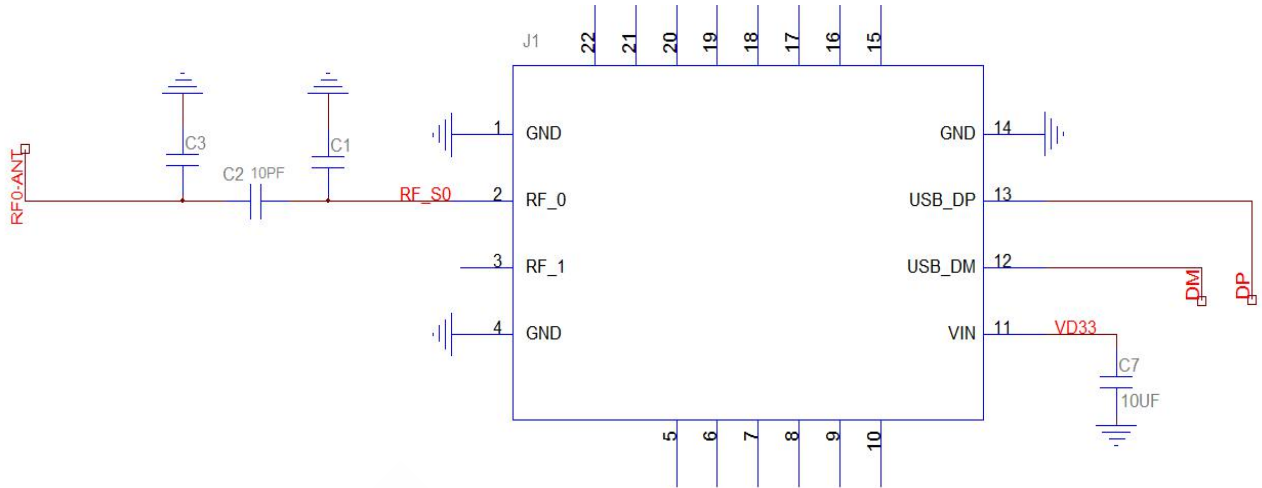 J1
22
21
20
19
18
17
16
15
C3
C1
1
GND
GND
14
RF0-ANT
C2
10PF
RF_S0
2
RF_0
USB_DP
13
3
RF_1
USB_DM
12
DM
DP
4
GND
VIN
11
VD33
C7
10UF
5
6
7
8
9
10